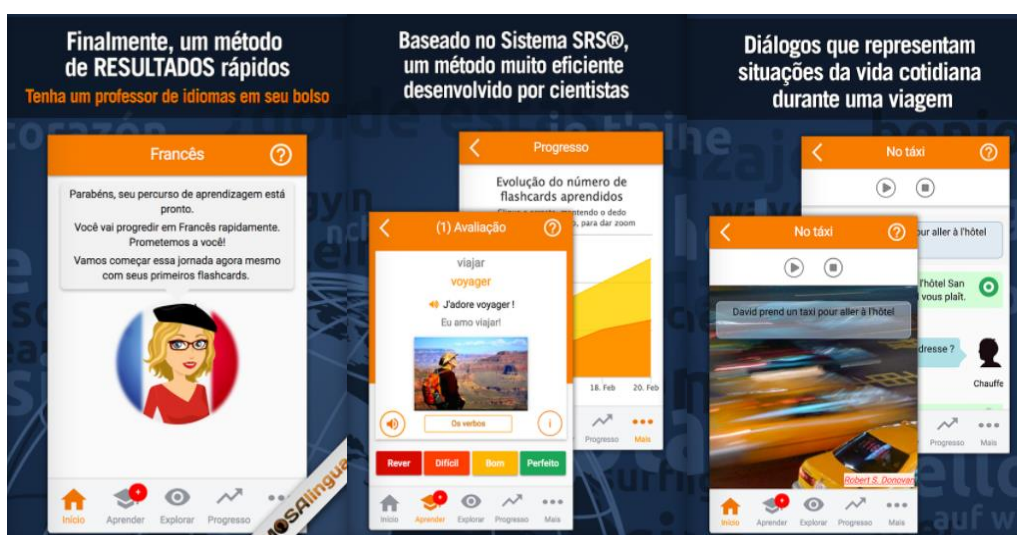 Finalmente, um método
de RESULTADOS rápidos
Tenha um professor de idiomas em seu bolso
Francês
?
Parabéns, seu percurso de aprendizagem está
pronto.
Você vai progredir em Francês rapidamente.
Prometemos a você!
Vamos começar essa jornada agora mesmo
com seus primeiros flashcards.
Início
Aprender
Explorar
Progresso
MOSAlingua
Baseado no Sistema SRS®,
um método muito eficiente
desenvolvido por cientistas
Progresso
Evolução do número de
flashcards aprendidos
mantendo o dedo
, para dar zoom
18. Feb
20. Feb
Progresso
Mais
(1) Avaliação
?
viajar
voyager
J'adore voyager !
Eu amo viajar!
Os verbos
i
Rever
Difícil
Bom
Perfeito
Início
Aprender
Explorar
Progresso
Mais
Diálogos que representam
situações da vida cotidiana
durante uma viagem
No táxi
?
our aller à l'hôtel
l'hôtel San
vous plaît.
dresse ?
Chauffe
Progresso
Mais
No táxi
?
David prend un taxi pour aller à l'hôtel
Robert S. Donovan
Início
Aprender
Explorar
Progresso
Mais